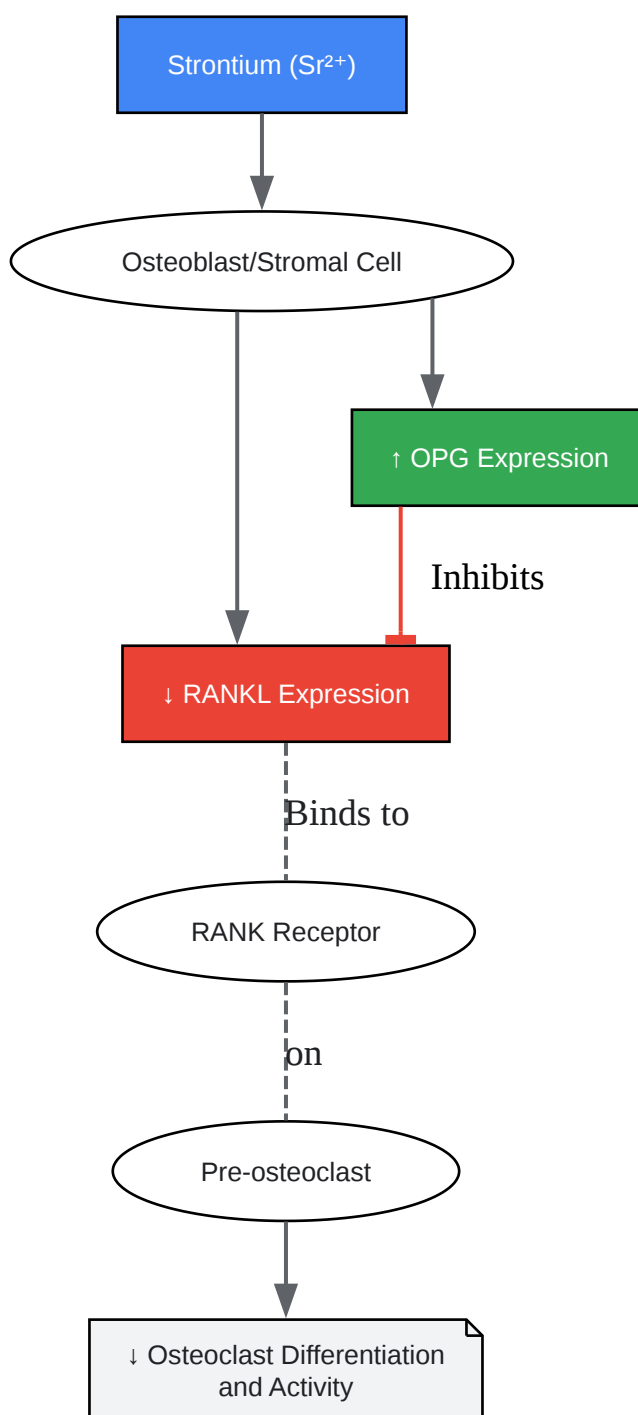 Strontium (Sr²⁺)
Osteoblast/Stromal Cell
↑ OPG Expression
Inhibits
↓ RANKL Expression
Binds to
RANK Receptor
on
Pre-osteoclast
↓ Osteoclast Differentiation
and Activity